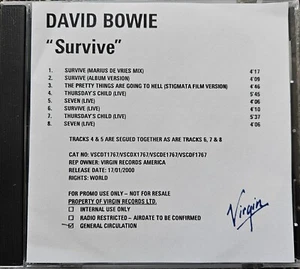 DAVID BOWIE
"Survive"
1. SURVIVE (MARIUS DE VRIES MIX) 4'17
2. SURVIVE (ALBUM VERSION) 4'09
3. THE PRETTY THINGS ARE GOING TO HELL (STIGMATA FILM VERSION) 4'46
4. THURSDAY'S CHILD (LIVE) 5'45
5. SEVEN (LIVE) 4'06
6. SURVIVE (LIVE) 4'10
7. THURSDAY'S CHILD (LIVE) 5'37
8. SEVEN (LIVE) 4'06
TRACKS 4 & 5 ARE SEGUED TOGETHER AS ARE TRACKS 6, 7 & 8
CAT NO: VSCDT1767/VSCDX1767/VSCDE1767/VSCDF1767
REP OWNER: VIRGIN RECORDS AMERICA
RELEASE DATE: 17/01/2000
RIGHTS: WORLD
FOR PROMO USE ONLY – NOT FOR RESALE
PROPERTY OF VIRGIN RECORDS LTD.
INTERNAL USE ONLY
RADIO RESTRICTED – AIRDATE TO BE CONFIRMED
GENERAL CIRCULATION
Virgin